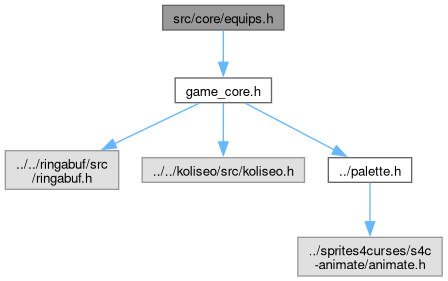 src/core/equips.h
game_core.h
../../ringabuf/src
/ringabuf.h
../../koliseo/src/koliseo.h
../palette.h
../sprites4curses/s4c
-animate/animate.h